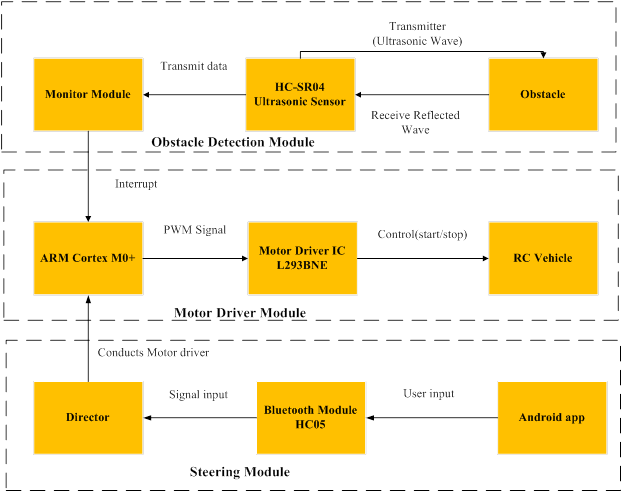 Transmitter
(Ultrasonic Wave)
Transmit data
Monitor Module
HC-SR04
Ultrasonic Sensor
Obstacle
Receive Reflected
Wave
Obstacle Detection Module
Interrupt
PWM Signal
Control(start/stop)
ARM Cortex M0+
Motor Driver IC
L293BNE
RC Vehicle
Motor Driver Module
Conducts Motor driver
Signal input
User input
Director
Bluetooth Module
HC05
Android app
Steering Module